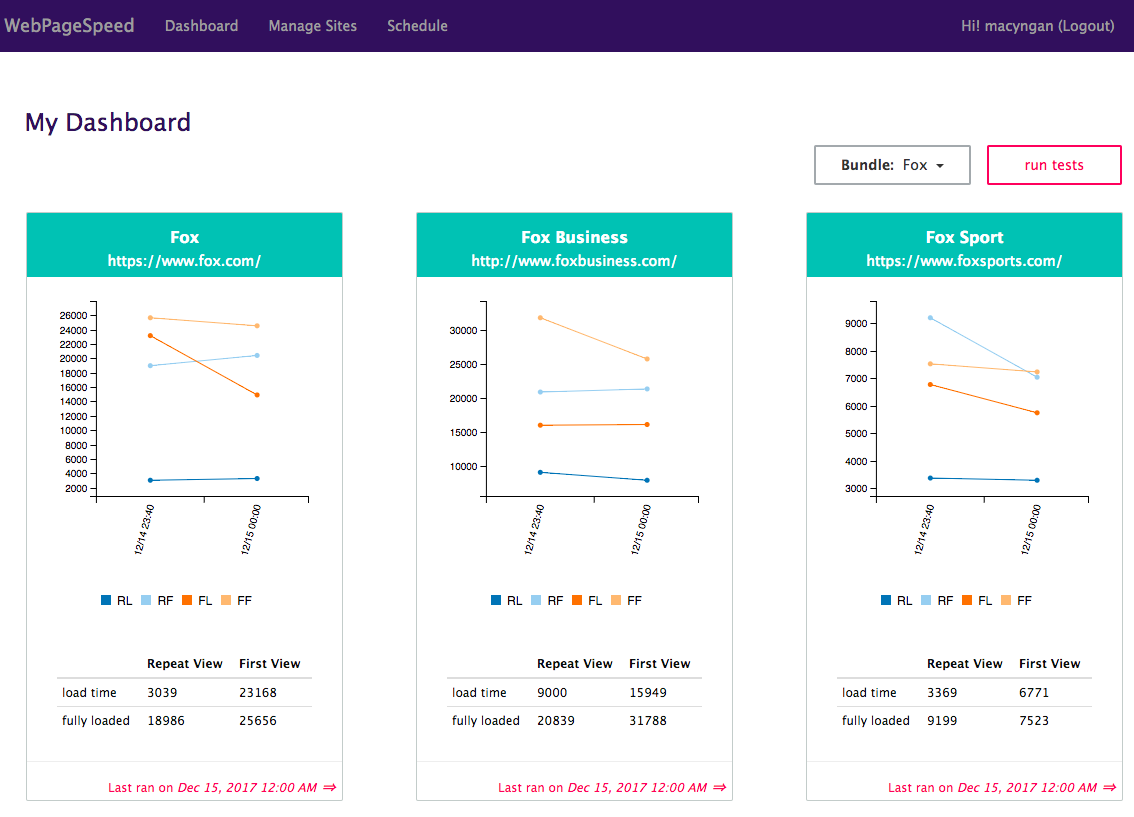 WebPageSpeed Dashboard Manage Sites Schedule Hi! macyngan (Logout)
My Dashboard
Bundle: Fox run tests
Fox
https://www.fox.com/
26000
24000
22000
20000
18000
16000
14000
12000
10000
8000
6000
4000
2000
12/14 23:40 12/15 00:00
RL RF FL FF
Repeat View First View
load time 3039 23168
fully loaded 18986 25656
Last ran on Dec 15, 2017 12:00 AM ⇒
Fox Business
http://www.foxbusiness.com/
30000
25000
20000
15000
10000
12/14 23:40 12/15 00:00
RL RF FL FF
Repeat View First View
load time 9000 15949
fully loaded 20839 31788
Last ran on Dec 15, 2017 12:00 AM ⇒
Fox Sport
https://www.foxsports.com/
9000
8000
7000
6000
5000
4000
3000
12/14 23:40 12/15 00:00
RL RF FL FF
Repeat View First View
load time 3369 6771
fully loaded 9199 7523
Last ran on Dec 15, 2017 12:00 AM ⇒